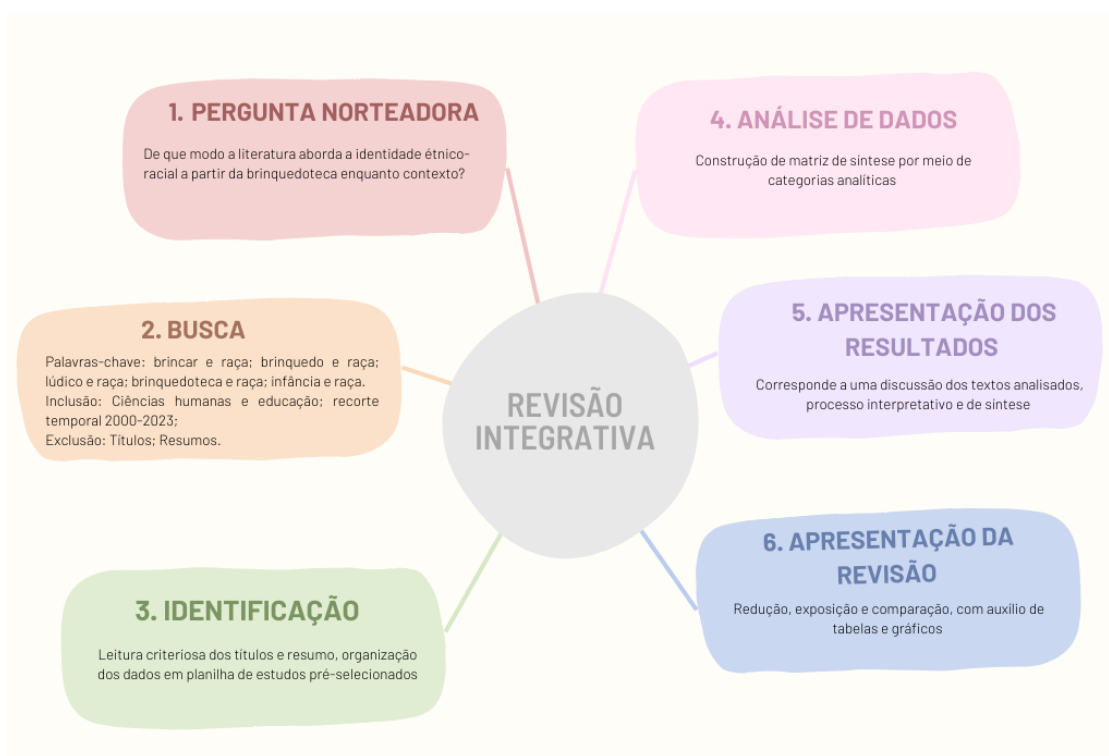 1. PERGUNTA NORTEADORA
De que modo a literatura aborda a identidade étnico-
racial a partir da brinquedoteca enquanto contexto?
2. BUSCA
Palavras-chave: brincar e raça; brinquedo e raça;
lúdico e raça; brinquedoteca e raça; infância e raça.
Inclusão: Ciências humanas e educação; recorte
temporal 2000-2023;
Exclusão: Títulos; Resumos.
3. IDENTIFICAÇÃO
Leitura criteriosa dos títulos e resumo, organização
dos dados em planilha de estudos pré-selecionados
REVISÃO
INTEGRATIVA
4. ANÁLISE DE DADOS
Construção de matriz de síntese por meio de
categorias analíticas
5. APRESENTAÇÃO DOS
RESULTADOS
Corresponde a uma discussão dos textos analisados,
processo interpretativo e de síntese
6. APRESENTAÇÃO DA
REVISÃO
Redução, exposição e comparação, com auxílio de
tabelas e gráficos